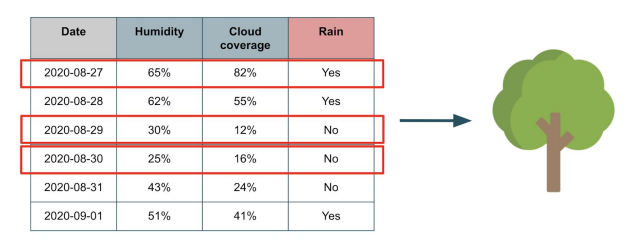 Date Humidity Cloud coverage Rain
2020-08-27 65% 82% Yes
2020-08-28 62% 55% Yes
2020-08-29 30% 12% No
2020-08-30 25% 16% No
2020-08-31 43% 24% No
2020-09-01 51% 41% Yes